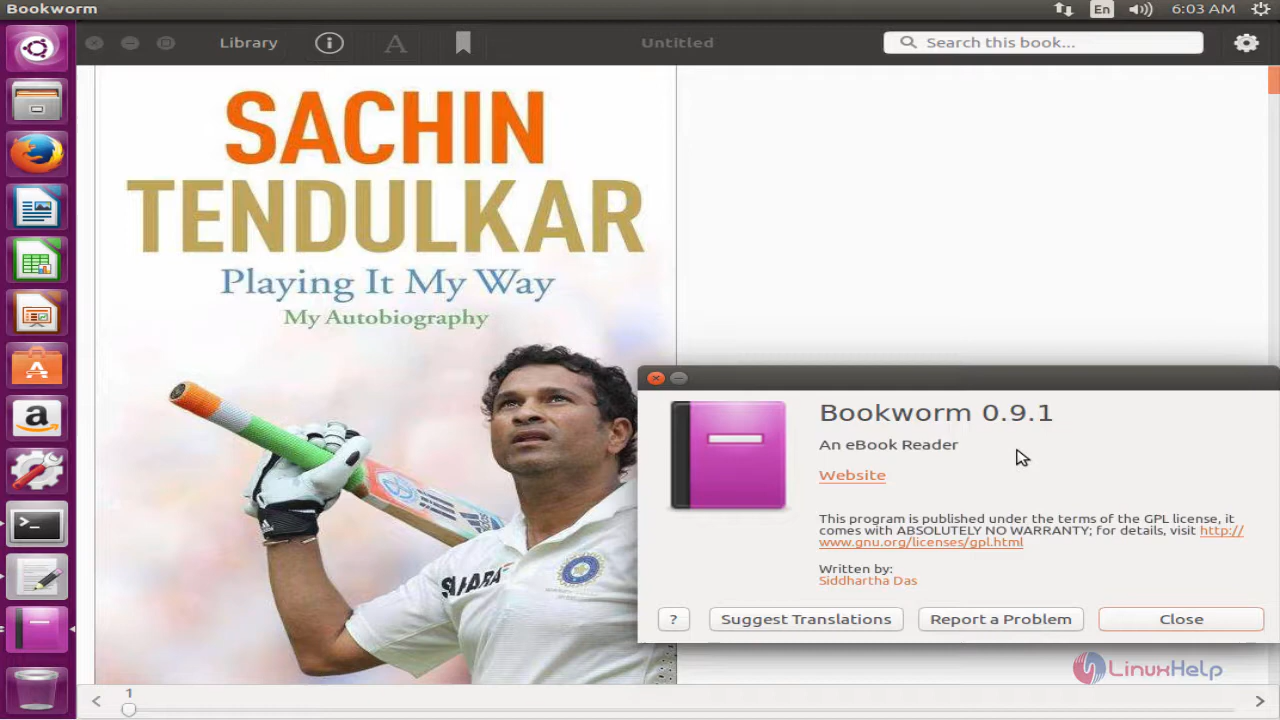 Bookworm
En
6:03 AM
Library
A
Untitled
Search this book...
SACHIN
TENDULKAR
Playing It My Way
My Autobiography
SAHARA
Bookworm 0.9.1
An eBook Reader
Website
This program is published under the terms of the GPL license, it
comes with ABSOLUTELY NO WARRANTY; for details, visit http://
www.gnu.org/licenses/gpl.html
Written by:
Siddhartha Das
?
Suggest Translations
Report a Problem
Close
LinuxHelp
1